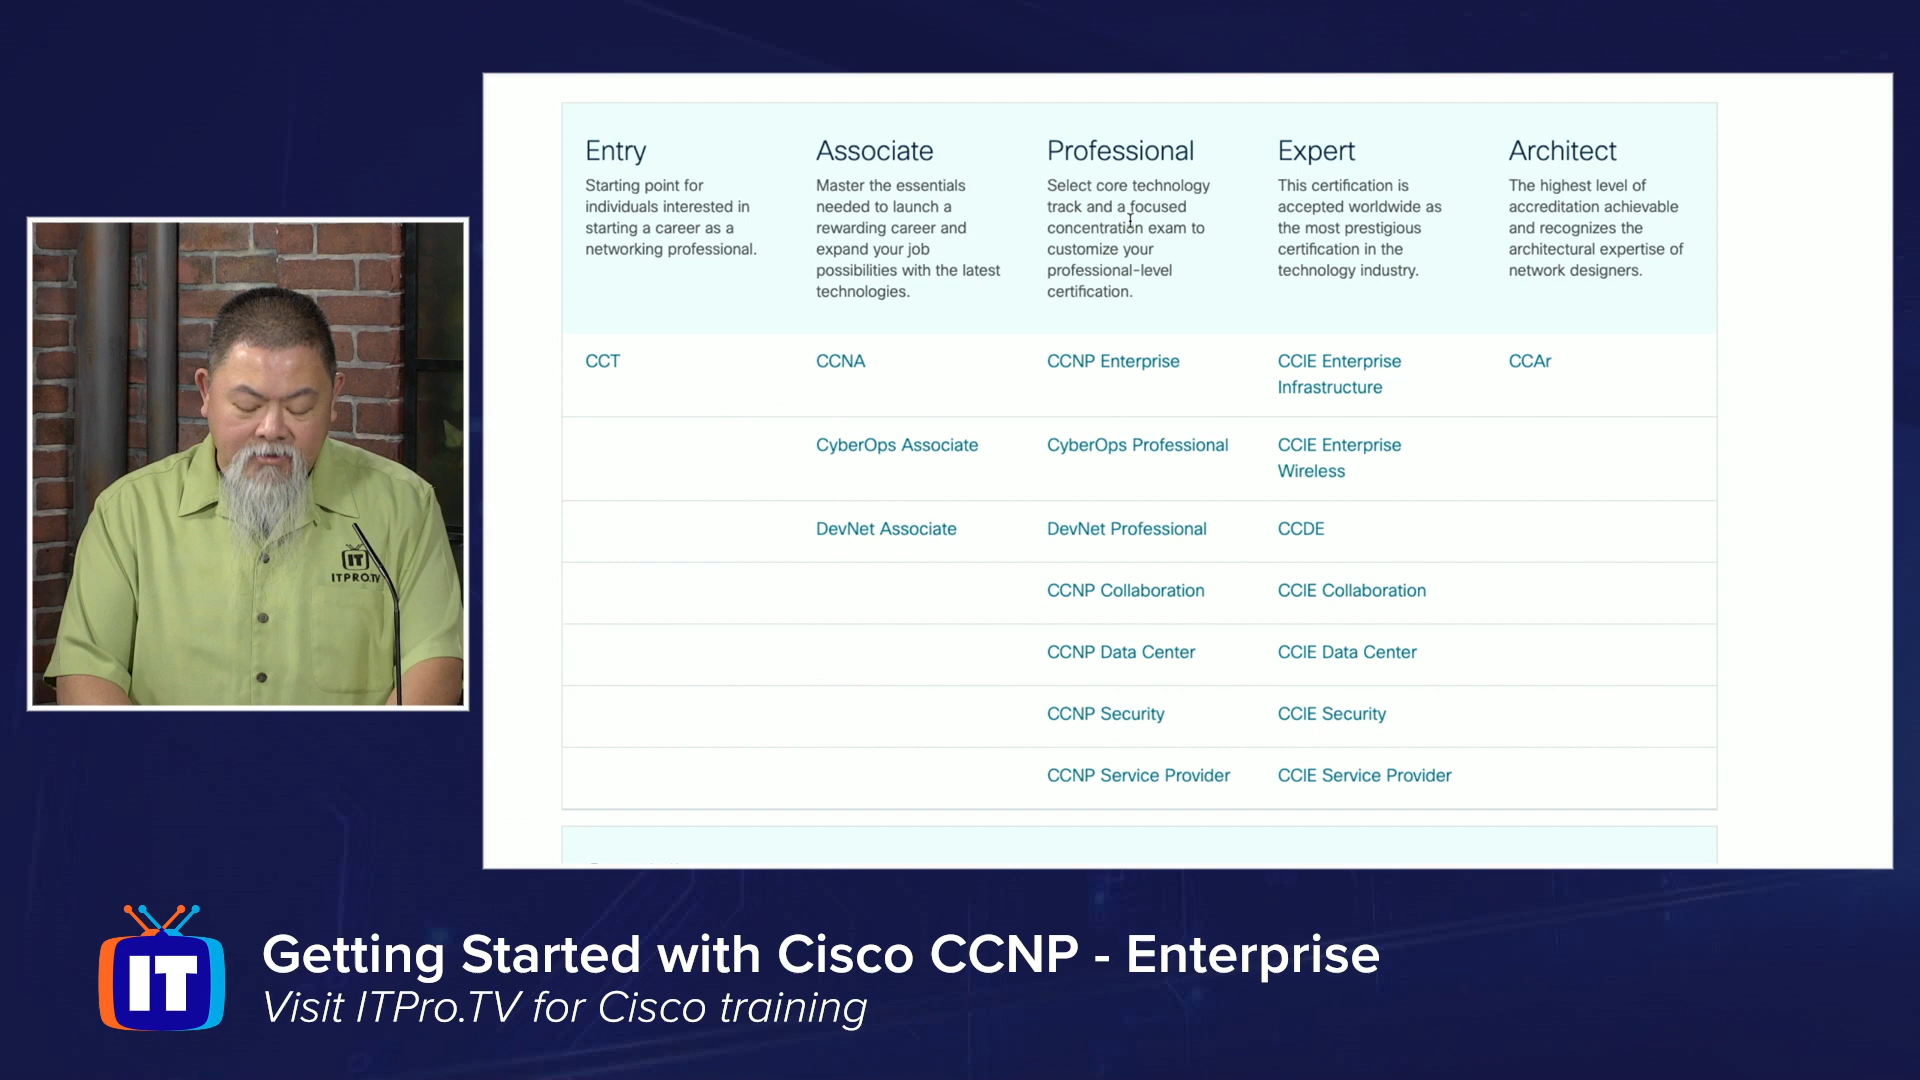 Entry
Starting point for
individuals interested in
starting a career as a
networking professional.
Associate
Master the essentials
needed to launch a
rewarding career and
expand your job
possibilities with the latest
technologies.
Professional
Select core technology
track and a focused
concentration exam to
customize your
professional-level
certification.
Expert
This certification is
accepted worldwide as
the most prestigious
certification in the
technology industry.
Architect
The highest level of
accreditation achievable
and recognizes the
architectural expertise of
network designers.
CCT
CCNA
CCNP Enterprise
CCIE Enterprise
Infrastructure
CCAr
CyberOps Associate
CyberOps Professional
CCIE Enterprise
Wireless
DevNet Associate
DevNet Professional
CCDE
CCNP Collaboration
CCIE Collaboration
CCNP Data Center
CCIE Data Center
CCNP Security
CCIE Security
CCNP Service Provider
CCIE Service Provider
IT
ITPRO.TV
IT
Getting Started with Cisco CCNP - Enterprise
Visit ITPro.TV for Cisco training